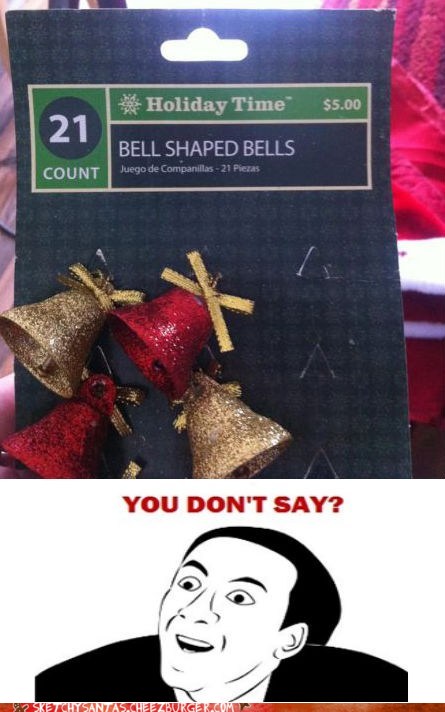 Holiday Time™ $5.00
21
COUNT
BELL SHAPED BELLS
Juego de Companillas - 21 Piezas
YOU DON'T SAY?
SKETCHYSANTAS.CHEEZBURGER.COM